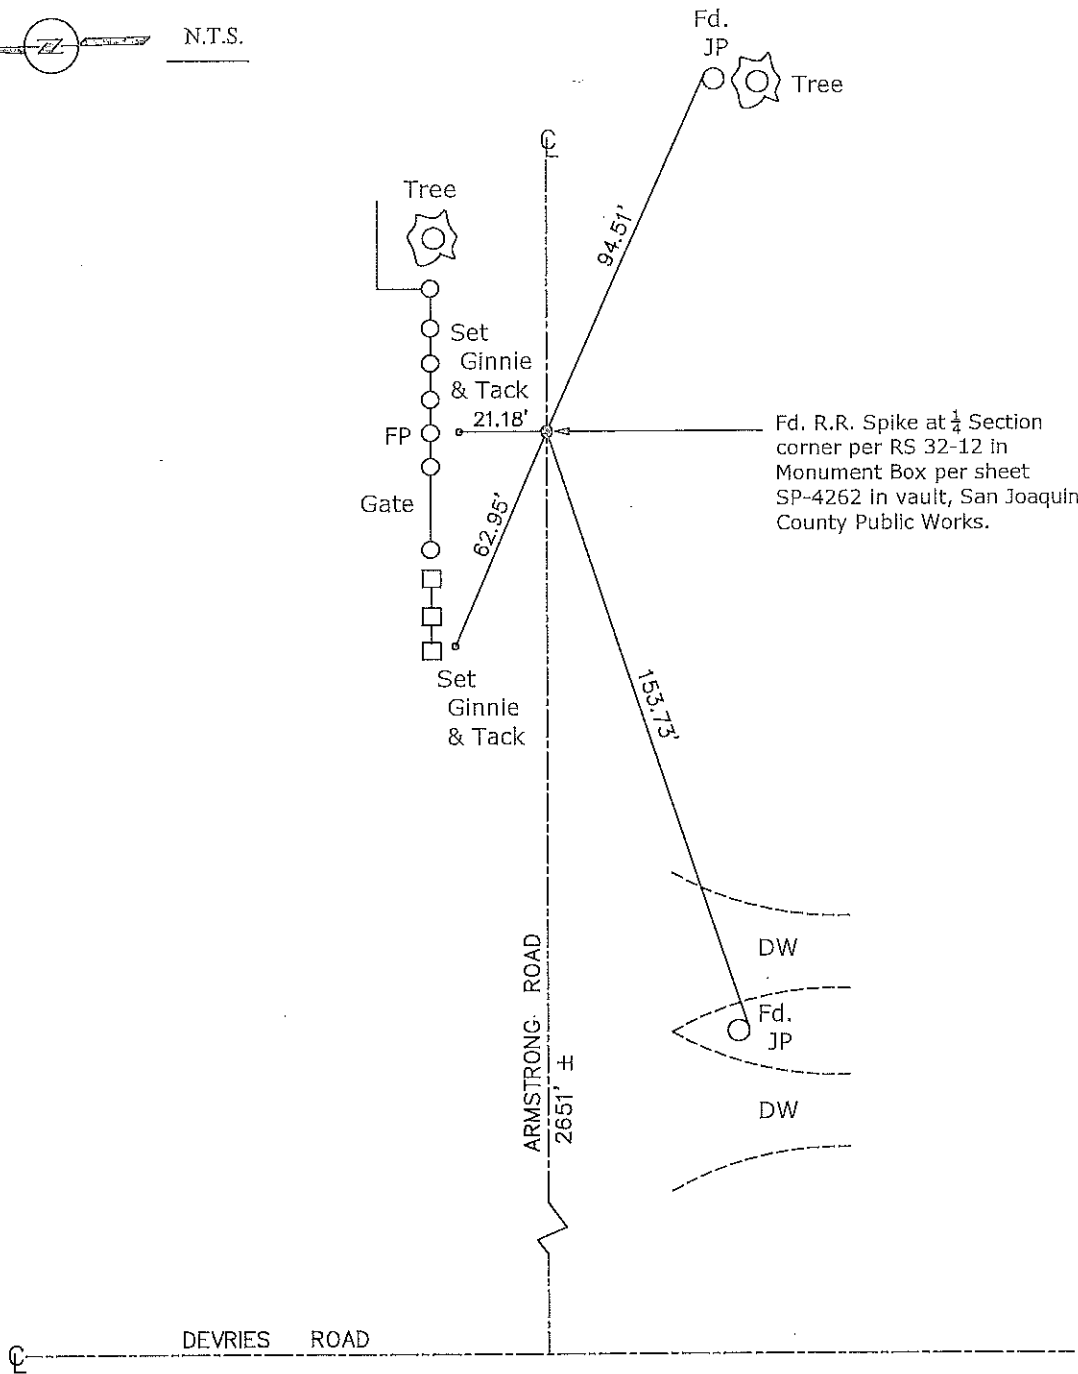 N.T.S.
Fd.
JP
Tree
℄
Tree
94.51'
Set
Ginnie
& Tack
21.18'
FP
Fd. R.R. Spike at ¼ Section
corner per RS 32-12 in
Monument Box per sheet
SP-4262 in vault, San Joaquin
County Public Works.
Gate
62.95'
Set
Ginnie
& Tack
153.73'
DW
Fd.
JP
DW
ARMSTRONG ROAD
2651' ±
DEVRIES ROAD
℄